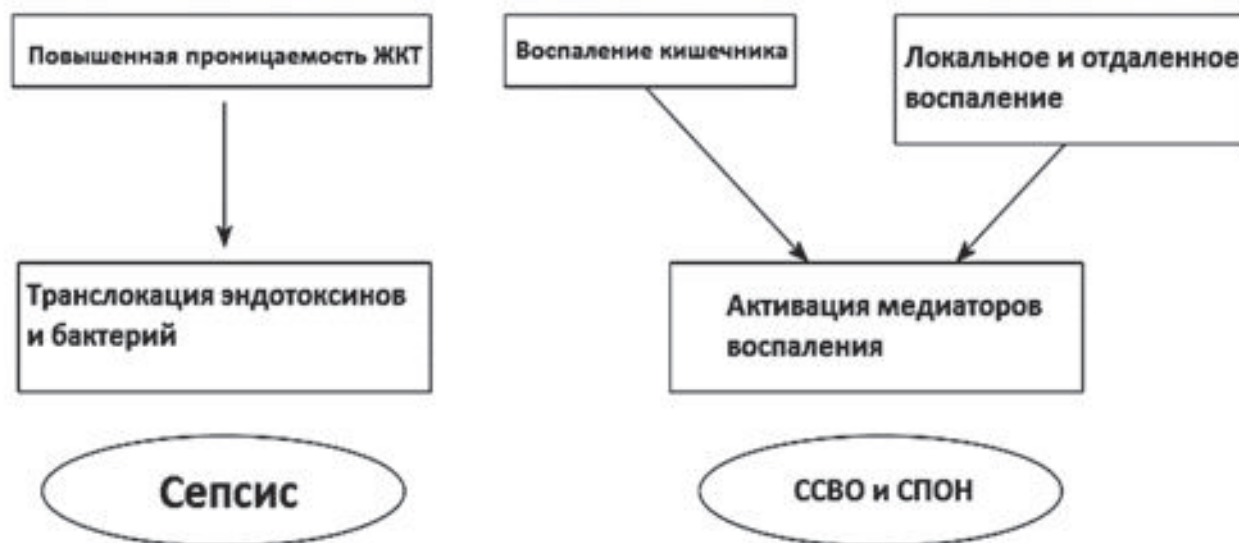 Повышенная проницаемость ЖКТ
Воспаление кишечника
Локальное и отдаленное
воспаление
Транслокация эндотоксинов
и бактерий
Активация медиаторов
воспаления
Сепсис
ССВО и СПОН